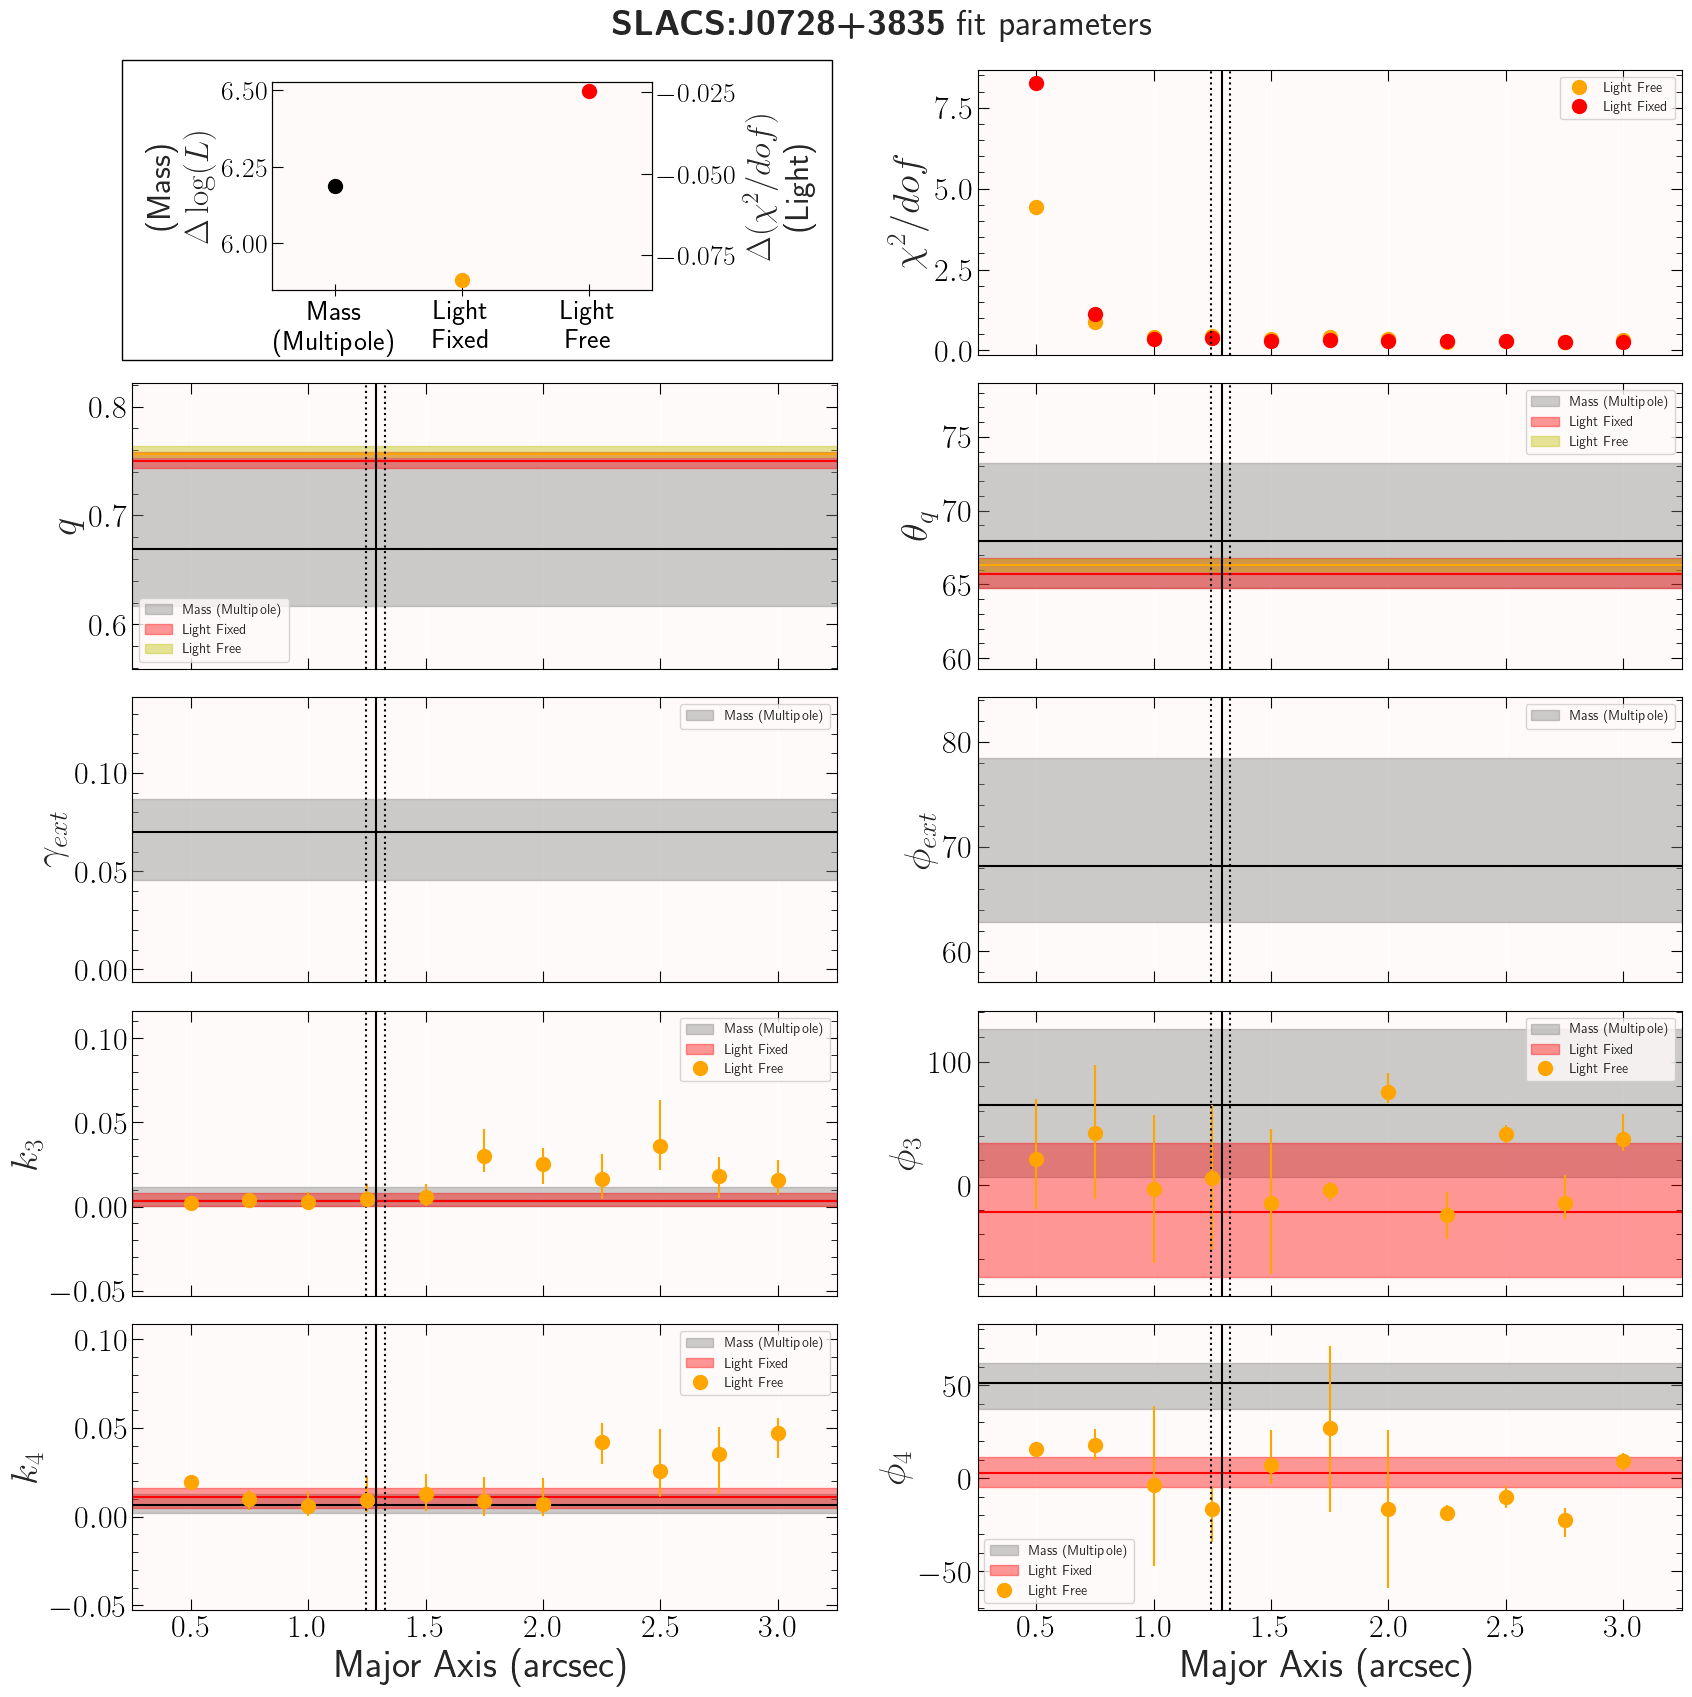 SLACS:J0728+3835 fit parameters
(Mass)
Δ log(L)
6.50
6.25
6.00
−0.025
−0.050
−0.075
Δ(χ²/dof)
(Light)
Mass
(Multipole)
Light
Fixed
Light
Free
χ²/dof
7.5
5.0
2.5
0.0
Light Free
Light Fixed
q
0.8
0.7
0.6
Mass (Multipole)
Light Fixed
Light Free
θ_q
75
70
65
60
Mass (Multipole)
Light Fixed
Light Free
γ_ext
0.10
0.05
0.00
Mass (Multipole)
ϕ_ext
80
70
60
Mass (Multipole)
k₃
0.10
0.05
0.00
−0.05
Mass (Multipole)
Light Fixed
Light Free
ϕ₃
100
0
Mass (Multipole)
Light Fixed
Light Free
k₄
0.10
0.05
0.00
−0.05
Mass (Multipole)
Light Fixed
Light Free
0.5 1.0 1.5 2.0 2.5 3.0
Major Axis (arcsec)
ϕ₄
50
0
−50
Mass (Multipole)
Light Fixed
Light Free
0.5 1.0 1.5 2.0 2.5 3.0
Major Axis (arcsec)